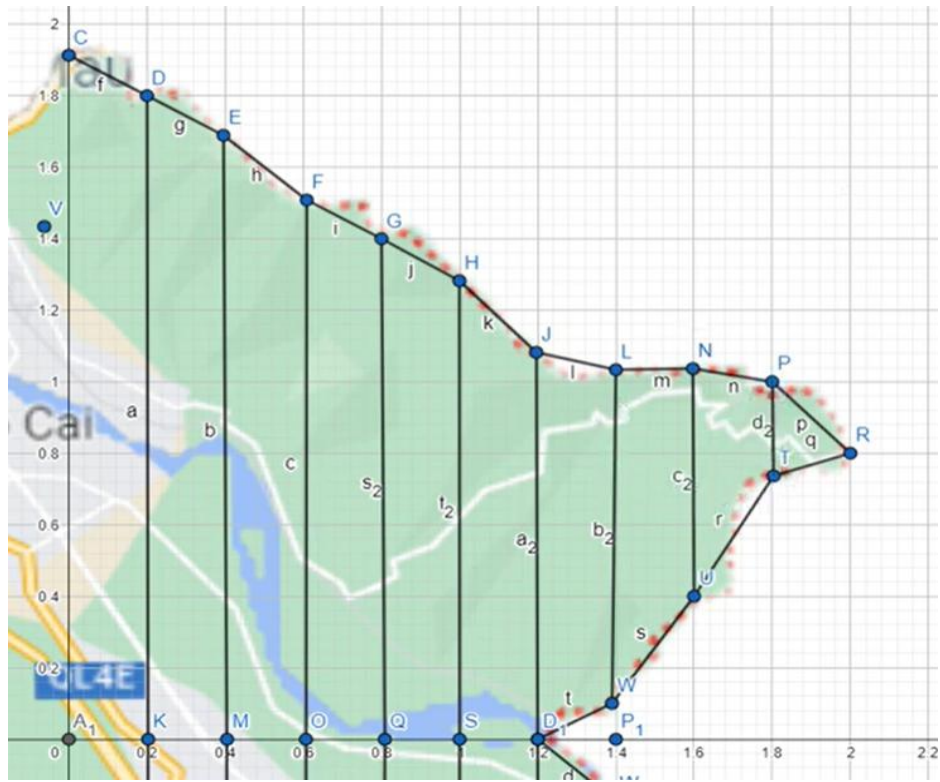 2
C
Mau
f
D
1.8
g
E
1.6
h
F
V
i
G
1.4
j
H
1.2
k
J
L
N
P
l
m
n
1
p
q
R
a
b
d₂
Cai
0.8
c
T
s₂
c₂
t₂
r
0.6
a₂
b₂
U
0.4
s
0.2
QL4E
W
t
A₁
K
M
O
Q
S
D₁
P₁
0
0.2
0.4
0.6
0.8
1
1.2
1.4
1.6
1.8
2
2.2
d